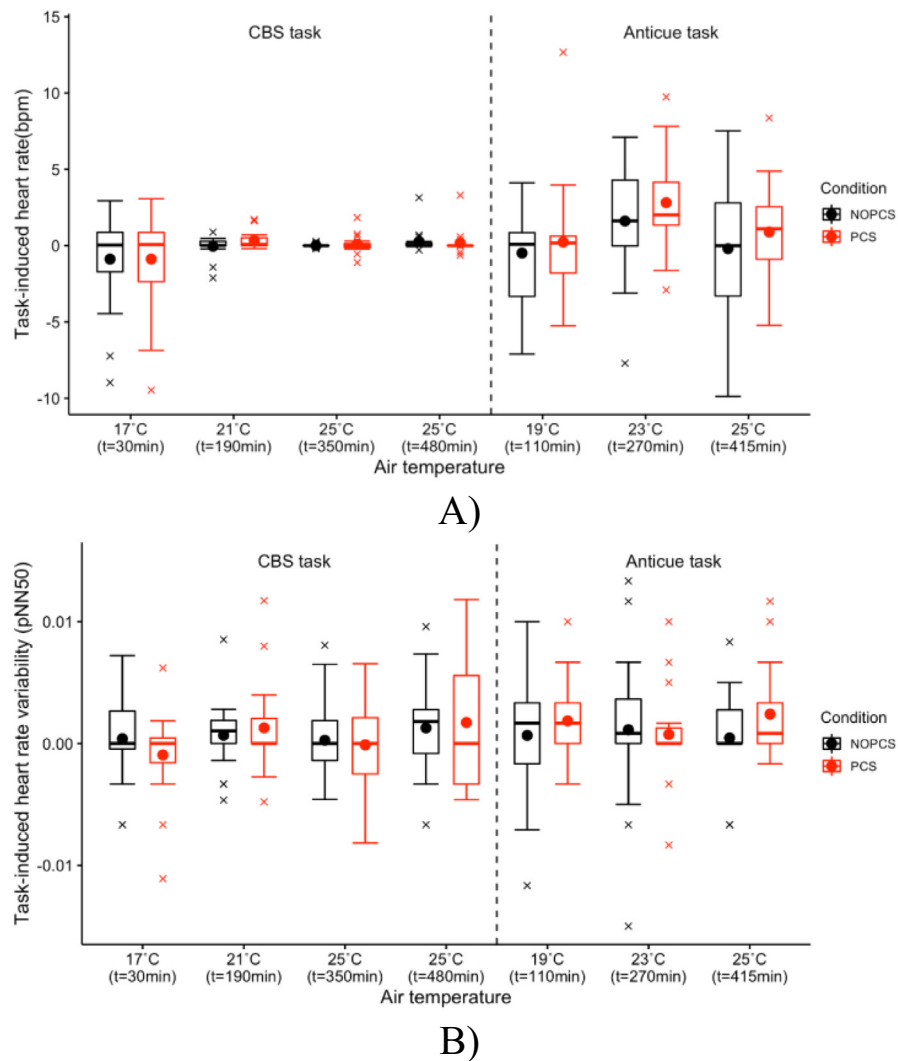 15
10
5
0
-5
-10
Task-induced heart rate(bpm)
CBS task
Anticue task
17°C
(t=30min)
21°C
(t=190min)
25°C
(t=350min)
25°C
(t=480min)
19°C
(t=110min)
23°C
(t=270min)
25°C
(t=415min)
Air temperature
Condition
NOPCS
PCS
A)
0.01
0.00
-0.01
Task-induced heart rate variability (pNN50)
CBS task
Anticue task
17°C
(t=30min)
21°C
(t=190min)
25°C
(t=350min)
25°C
(t=480min)
19°C
(t=110min)
23°C
(t=270min)
25°C
(t=415min)
Air temperature
Condition
NOPCS
PCS
B)